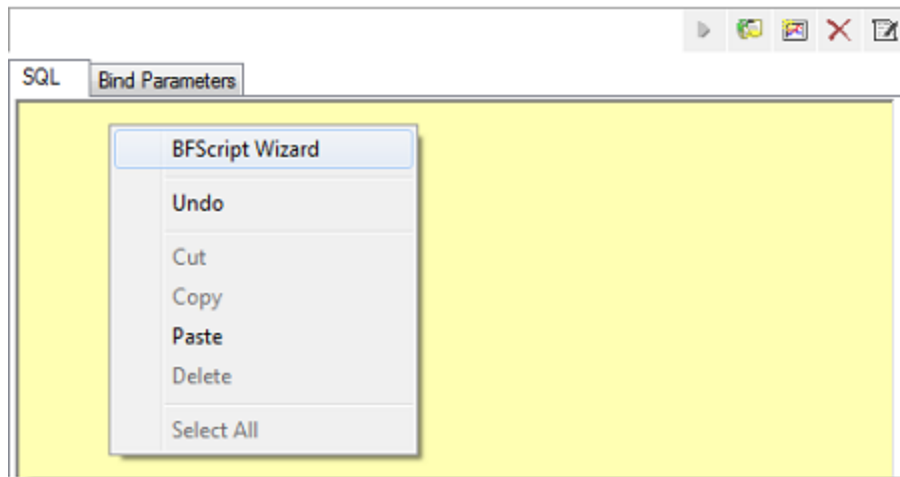 SQL
Bind Parameters
BFScript Wizard
Undo
Cut
Copy
Paste
Delete
Select All